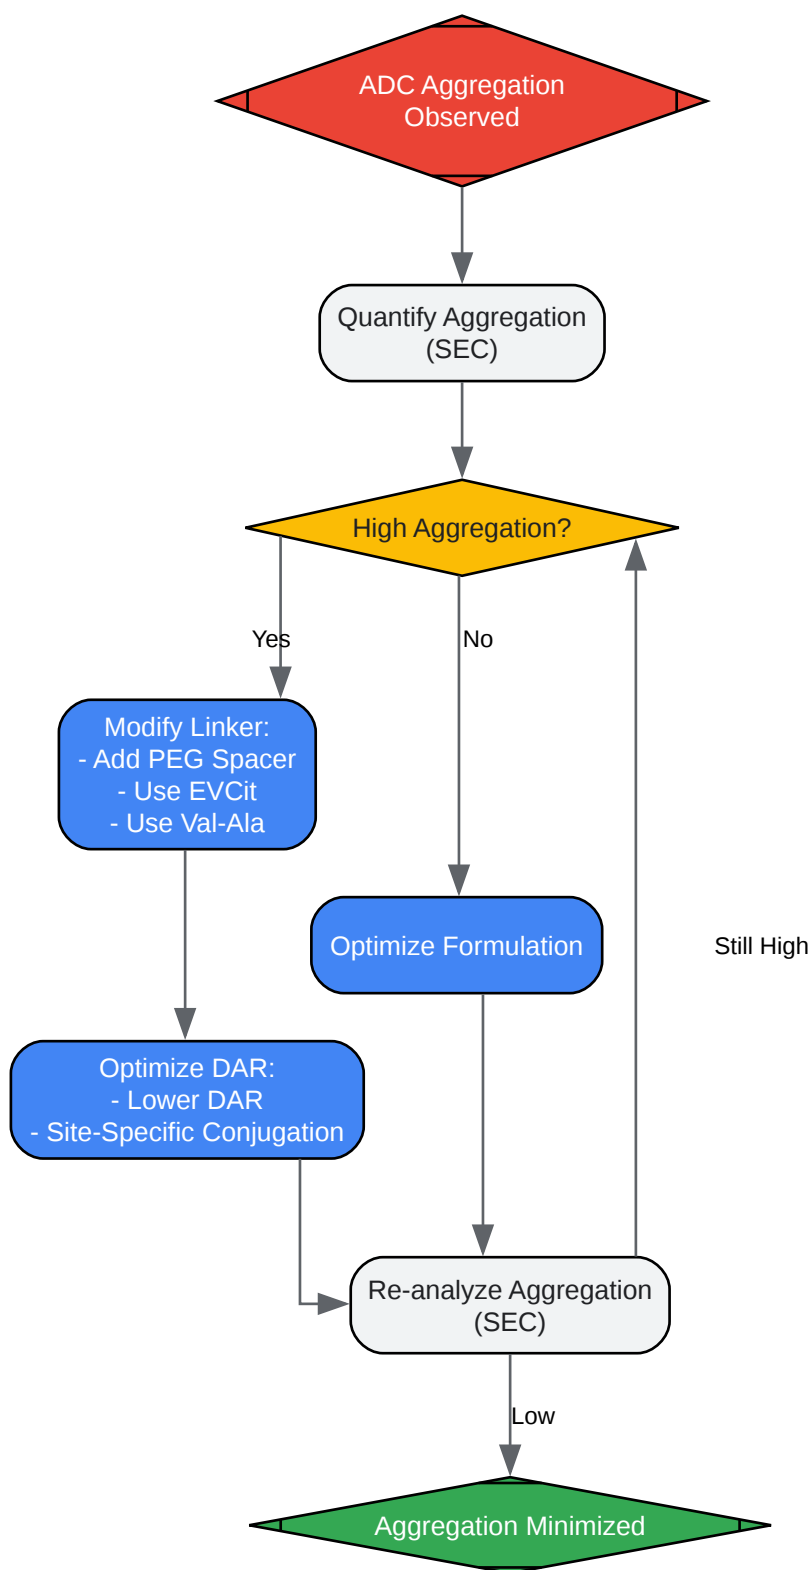 ADC Aggregation
Observed
Quantify Aggregation
(SEC)
High Aggregation?
Yes
No
Modify Linker:
- Add PEG Spacer
- Use EVCit
- Use Val-Ala
Optimize Formulation
Still High
Optimize DAR:
- Lower DAR
- Site-Specific Conjugation
Re-analyze Aggregation
(SEC)
Low
Aggregation Minimized